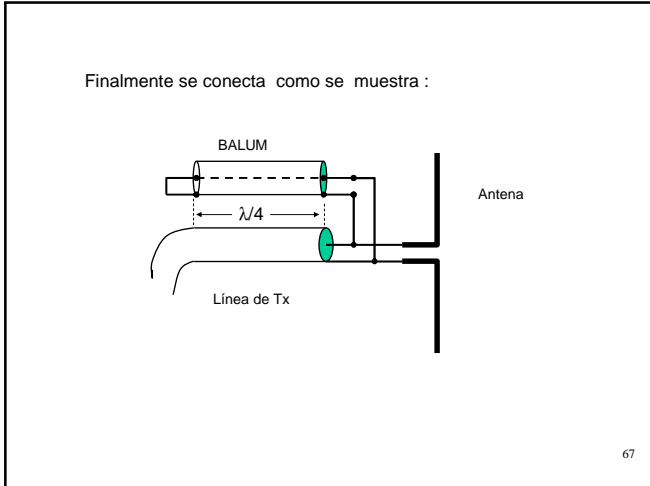 Finalmente se conecta como se muestra :
BALUM
Antena
λ/4
Línea de Tx
67